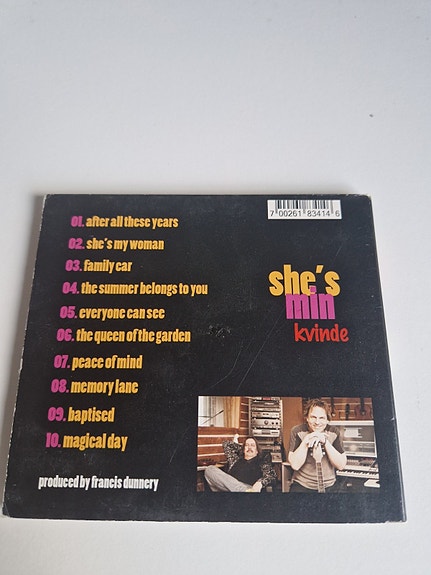 7 00261 83414 6
01. after all these years
02. she's my woman
03. family car
04. the summer belongs to you
05. everyone can see
06. the queen of the garden
07. peace of mind
08. memory lane
09. baptised
10. magical day
she's
min
kvinde
produced by francis dunnery